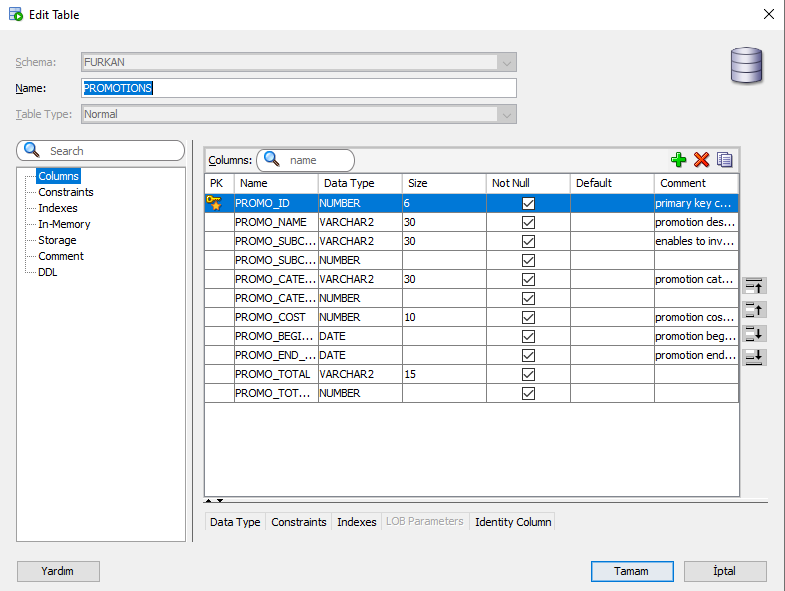 Edit Table
Schema: FURKAN
Name: PROMOTIONS
Table Type: Normal
Search
Columns
Constraints
Indexes
In-Memory
Storage
Comment
DDL
Columns: name
PK Name Data Type Size Not Null Default Comment
PROMO_ID NUMBER 6 primary key c...
PROMO_NAME VARCHAR2 30 promotion des...
PROMO_SUBC... VARCHAR2 30 enables to inv...
PROMO_SUBC... NUMBER
PROMO_CATE... VARCHAR2 30 promotion cat...
PROMO_CATE... NUMBER
PROMO_COST NUMBER 10 promotion cos...
PROMO_BEGI... DATE promotion beg...
PROMO_END_... DATE promotion end...
PROMO_TOTAL VARCHAR2 15
PROMO_TOT... NUMBER
Data Type Constraints Indexes LOB Parameters Identity Column
Yardım Tamam İptal